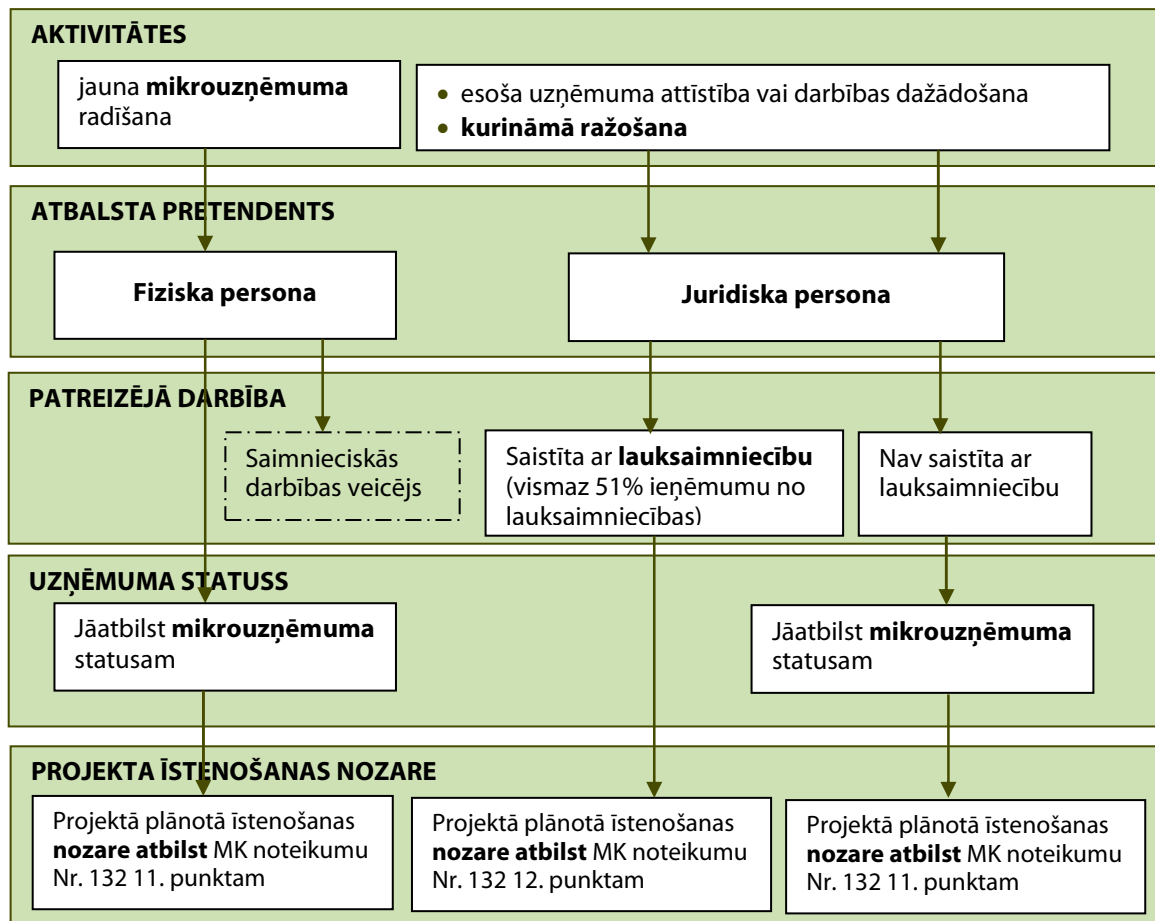 AKTIVITĀTES
jauna mikrouzņēmuma
radīšana
• esoša uzņēmuma attīstība vai darbības dažādošana
• kurināmā ražošana
ATBALSTA PRETENDENTS
Fiziska persona
Juridiska persona
PATREIZĒJĀ DARBĪBA
Saimnieciskās
darbības veicējs
Saistīta ar lauksaimniecību
(vismaz 51% ieņēmumu no
lauksaimniecības)
Nav saistīta ar
lauksaimniecību
UZŅĒMUMA STATUSS
Jāatbilst mikrouzņēmuma
statusam
Jāatbilst mikrouzņēmuma
statusam
PROJEKTA ĪSTENOŠANAS NOZARE
Projektā plānotā īstenošanas
nozare atbilst MK noteikumu
Nr. 132 11. punktam
Projektā plānotā īstenošanas
nozare atbilst MK noteikumu
Nr. 132 12. punktam
Projektā plānotā īstenošanas
nozare atbilst MK noteikumu
Nr. 132 11. punktam